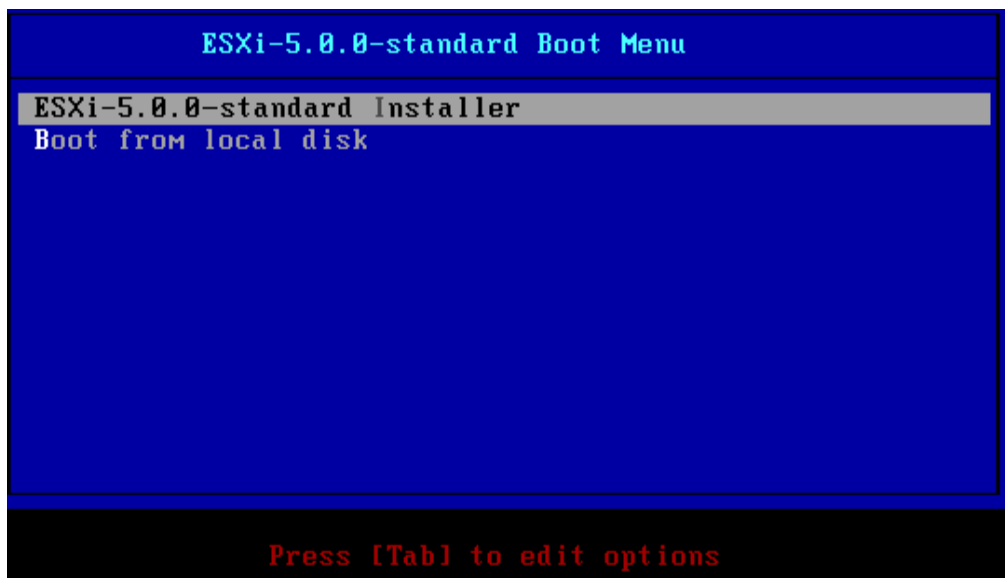 ESXi-5.0.0-standard Boot Menu
ESXi-5.0.0-standard Installer
Boot from local disk
Press [Tab] to edit options